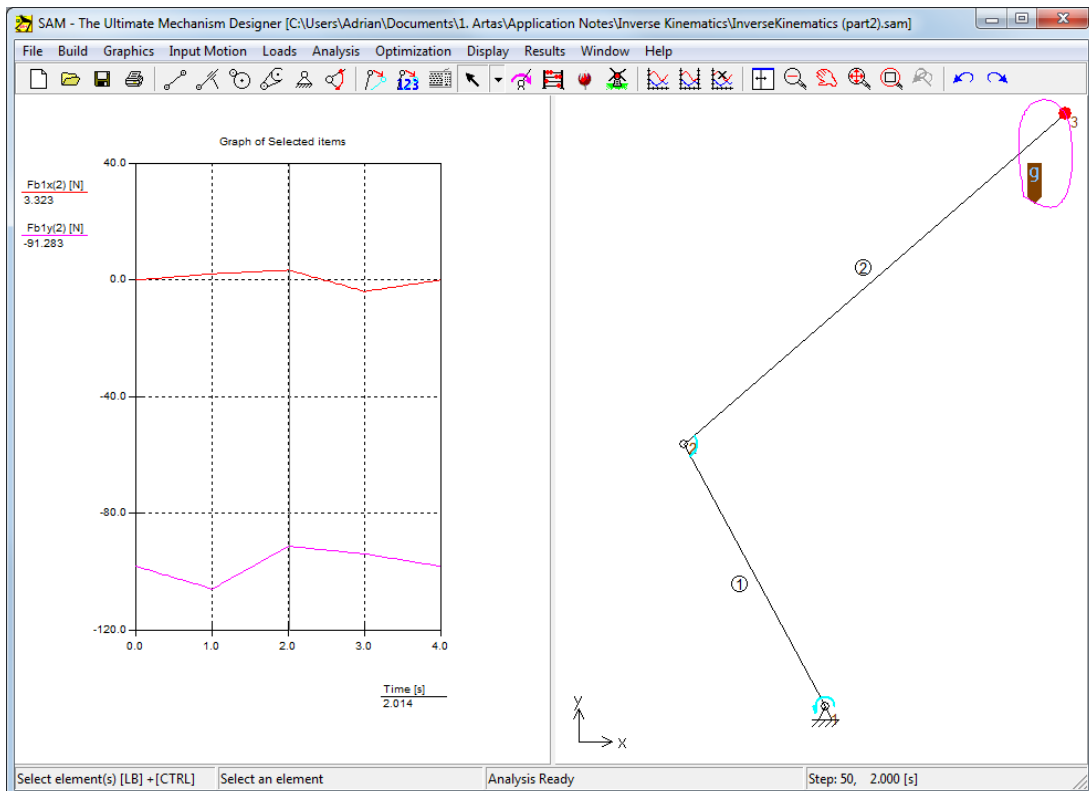 SAM - The Ultimate Mechanism Designer [C:\Users\Adrian\Documents\1. Artas\Application Notes\Inverse Kinematics\InverseKinematics (part2).sam]
File Build Graphics Input Motion Loads Analysis Optimization Display Results Window Help
123
Graph of Selected items
Fb1x(2) [N]
3.323
Fb1y(2) [N]
-91.283
40.0
0.0
-40.0
-80.0
-120.0
0.0 1.0 2.0 3.0 4.0
Time [s]
2.014
3
g
2
2
1
1
y
x
Select element(s) [LB] +[CTRL] Select an element Analysis Ready Step: 50, 2.000 [s]